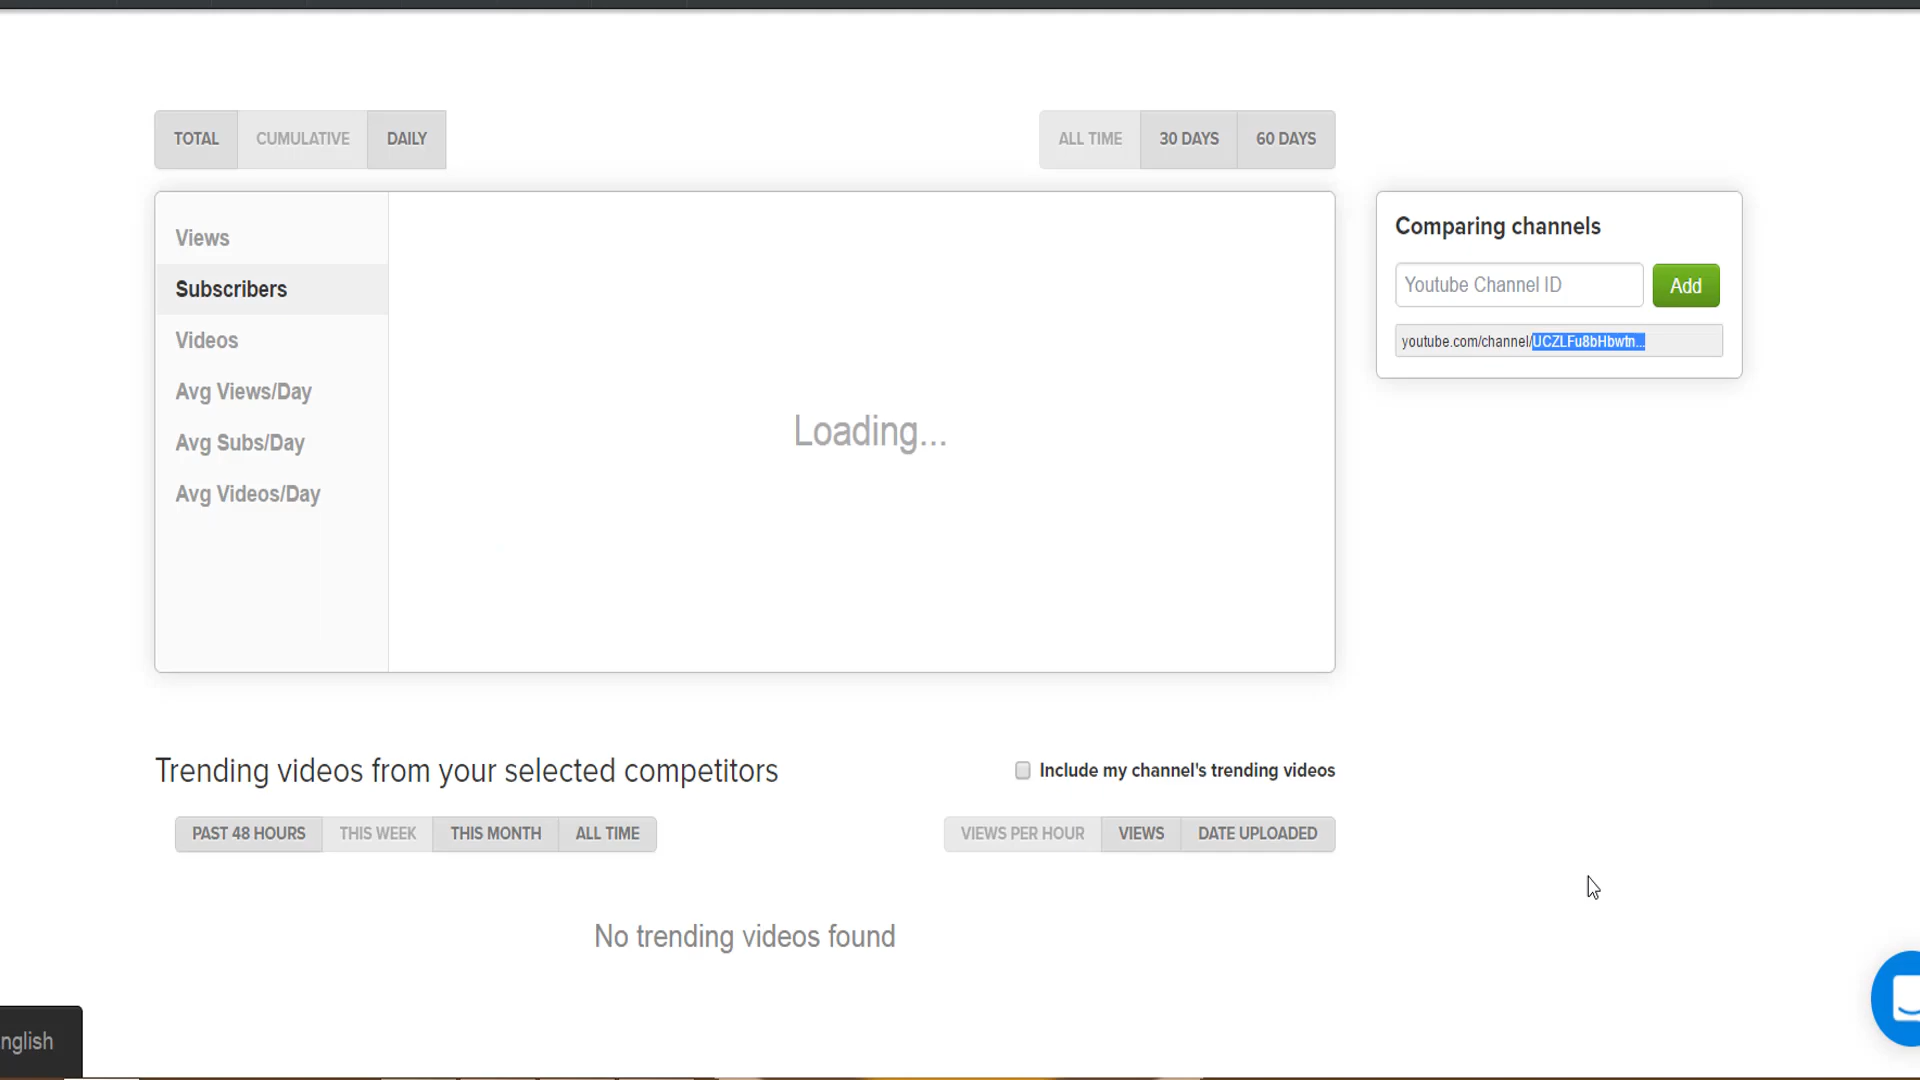 TOTAL CUMULATIVE DAILY
ALL TIME 30 DAYS 60 DAYS
Views
Subscribers
Videos
Avg Views/Day
Avg Subs/Day
Avg Videos/Day
Loading...
Comparing channels
Youtube Channel ID Add
youtube.com/channel/UCZLFu8bHbwtn...
Trending videos from your selected competitors
Include my channel's trending videos
PAST 48 HOURS THIS WEEK THIS MONTH ALL TIME
VIEWS PER HOUR VIEWS DATE UPLOADED
No trending videos found
nglish